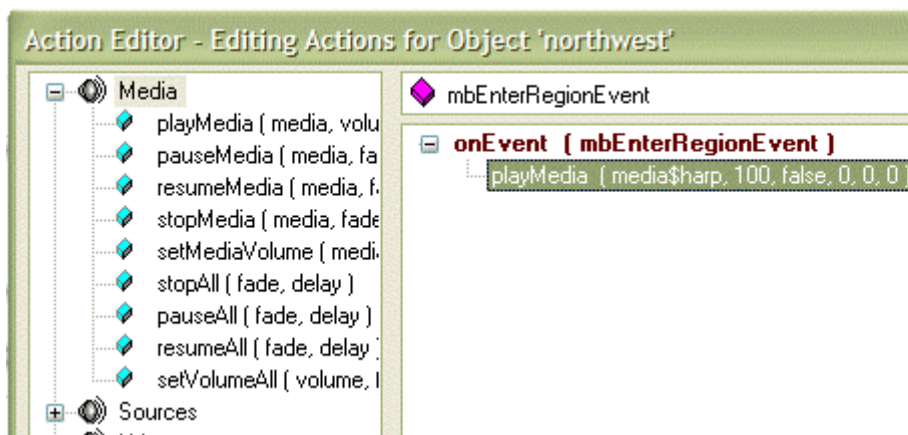 Action Editor - Editing Actions for Object 'northwest'
Media
playMedia ( media, volu
pauseMedia ( media, fa
resumeMedia ( media, f
stopMedia ( media, fade
setMediaVolume ( medi
stopAll ( fade, delay )
pauseAll ( fade, delay )
resumeAll ( fade, delay )
setVolumeAll ( volume,
Sources
mbEnterRegionEvent
onEvent ( mbEnterRegionEvent )
playMedia ( media$harp, 100, false, 0, 0, 0 )